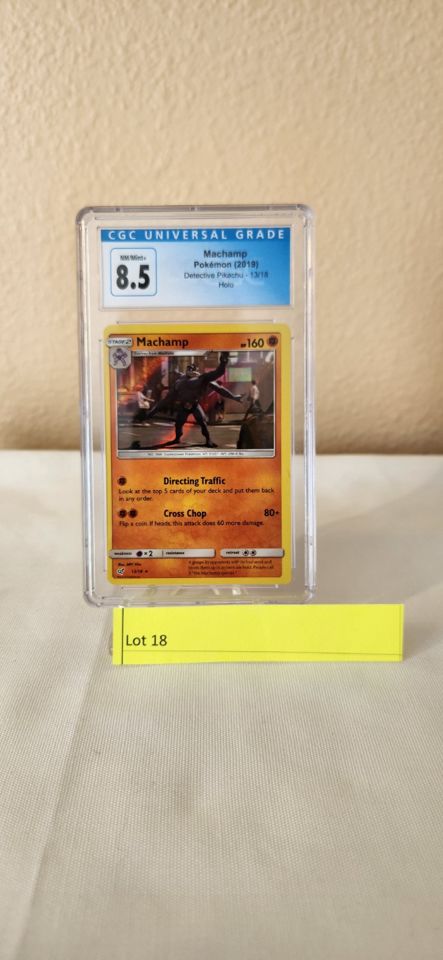 CGC UNIVERSAL GRADE
NM/Mint+
8.5
Machamp
Pokémon (2019)
Detective Pikachu - 13/18
Holo
STAGE 2
Machamp
HP160
Directing Traffic
Look at the top 5 cards of your deck and put them back
in any order.
Cross Chop 80+
Flip a coin. If heads, this attack does 60 more damage.
weakness ×2 resistance retreat
13/18
Lot 18